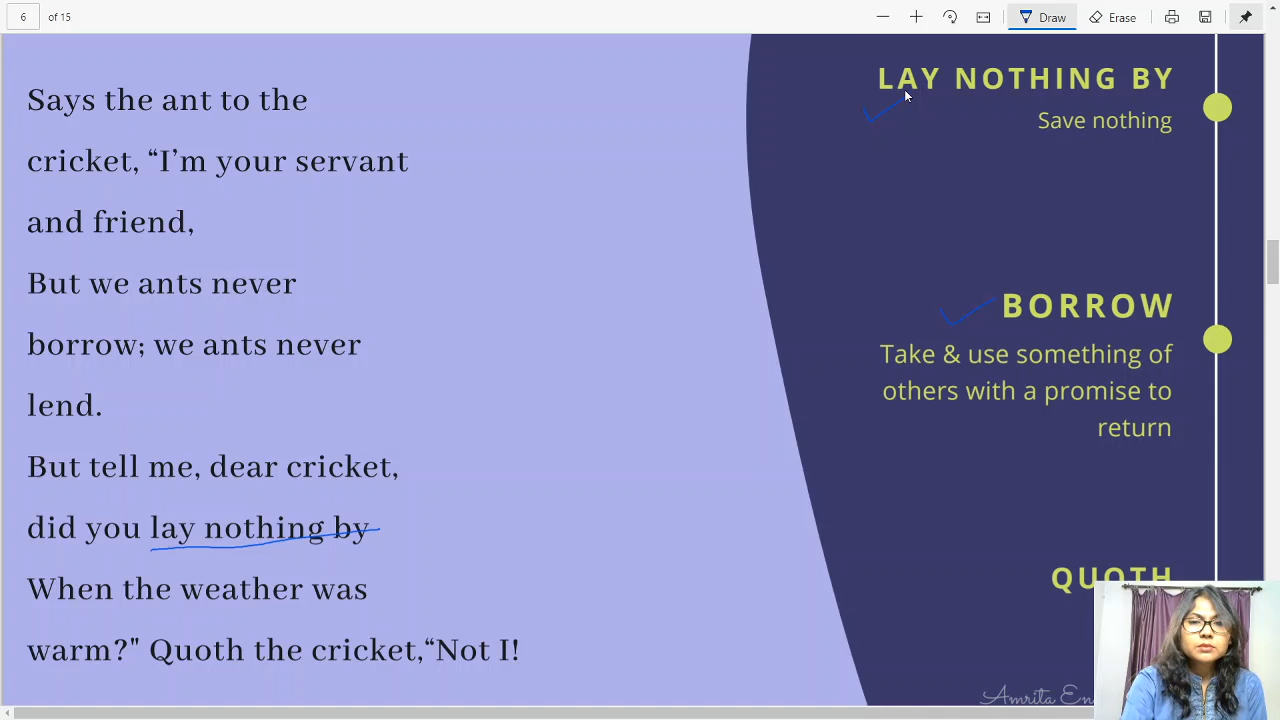 6 of 15
Draw
Erase
Says the ant to the
cricket, “I’m your servant
and friend,
But we ants never
borrow; we ants never
lend.
But tell me, dear cricket,
did you lay nothing by
When the weather was
warm?" Quoth the cricket,“Not I!
LAY NOTHING BY
Save nothing
BORROW
Take & use something of
others with a promise to
return
QUOTH
Amrita